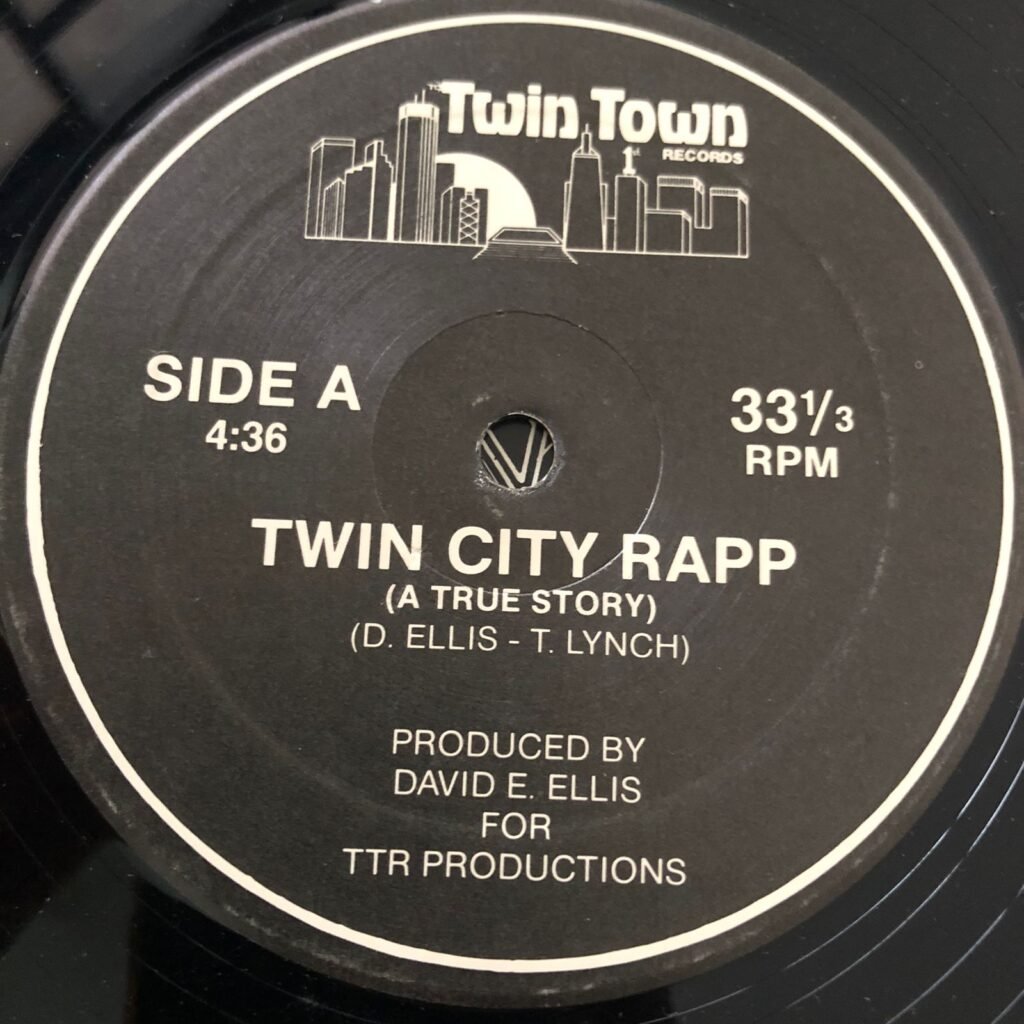 Twin Town
RECORDS
1st
SIDE A
4:36
33⅓
RPM
TWIN CITY RAPP
(A TRUE STORY)
(D. ELLIS - T. LYNCH)
PRODUCED BY
DAVID E. ELLIS
FOR
TTR PRODUCTIONS